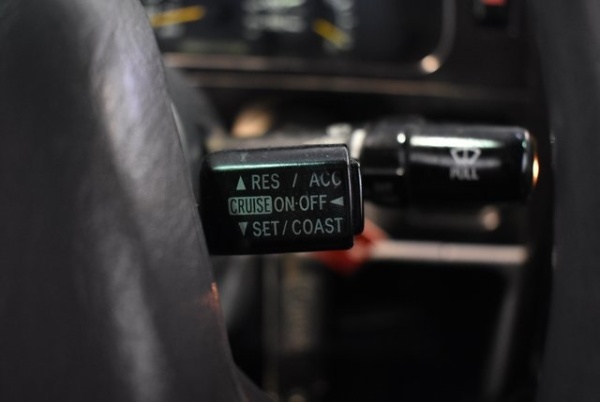 ▲ RES / ACC
CRUISE ON·OFF ◄
▼ SET/COAST
PULL